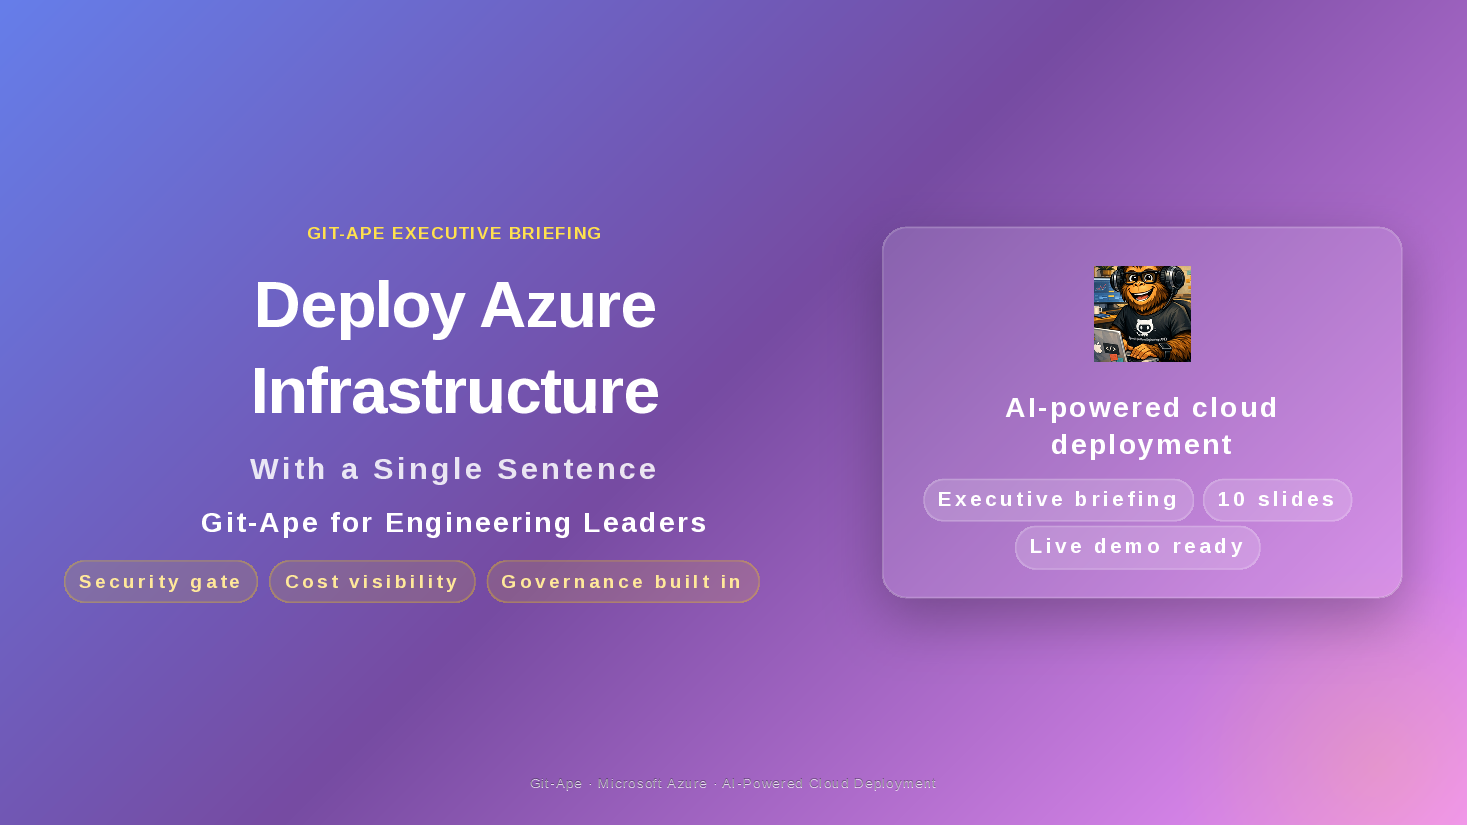 GIT-APE EXECUTIVE BRIEFING
Deploy Azure
Infrastructure
With a Single Sentence
Git-Ape for Engineering Leaders
Security gate
Cost visibility
Governance built in
AI-powered cloud
deployment
Executive briefing
10 slides
Live demo ready
Git-Ape · Microsoft Azure · AI-Powered Cloud Deployment